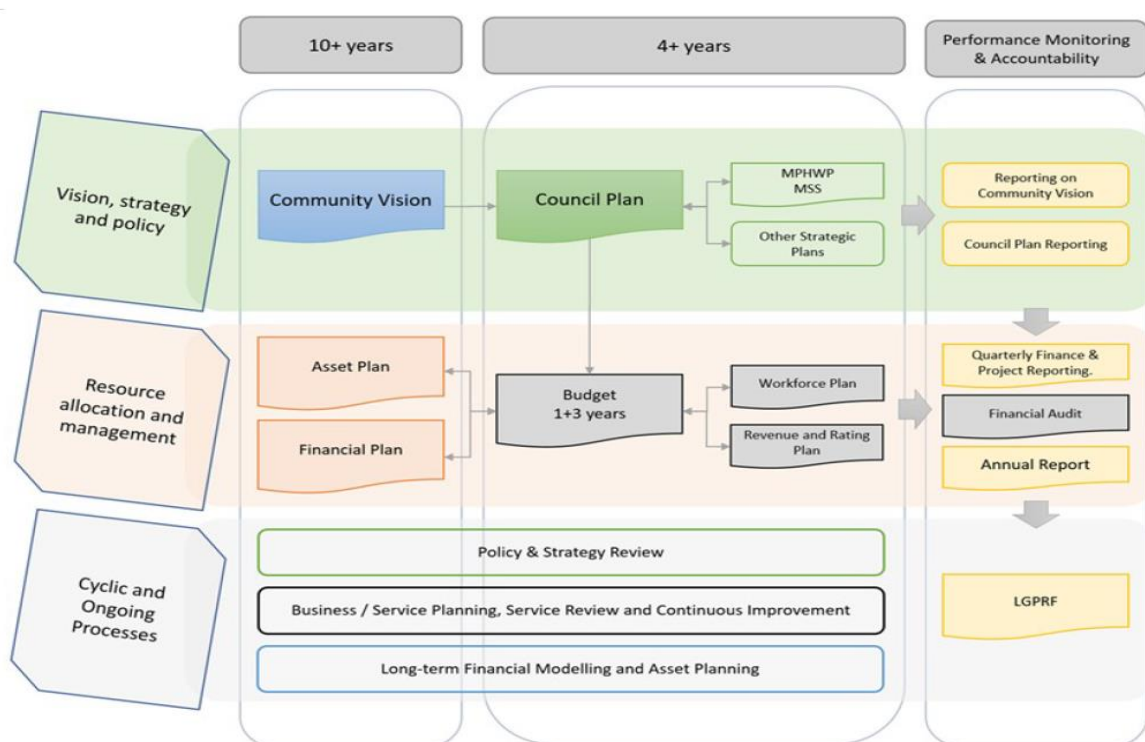 10+ years
4+ years
Performance Monitoring
& Accountability
Vision, strategy
and policy
Community Vision
Council Plan
MPHWP
MSS
Other Strategic
Plans
Reporting on
Community Vision
Council Plan Reporting
Resource
allocation and
management
Asset Plan
Financial Plan
Budget
1+3 years
Workforce Plan
Revenue and Rating
Plan
Quarterly Finance &
Project Reporting.
Financial Audit
Annual Report
Cyclic and
Ongoing
Processes
Policy & Strategy Review
Business / Service Planning, Service Review and Continuous Improvement
Long-term Financial Modelling and Asset Planning
LGPRF